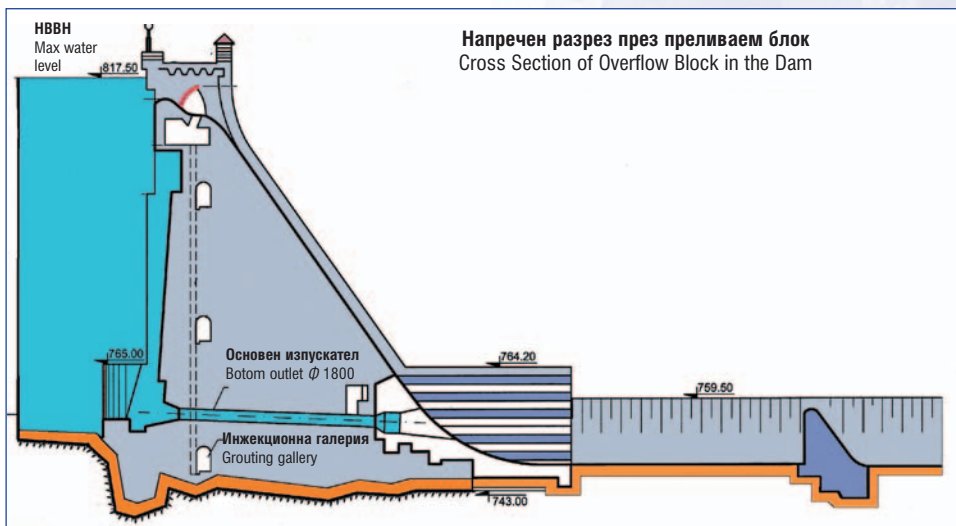 НВВН
Max water
level
817.50
Напречен разрез през преливаем блок
Cross Section of Overflow Block in the Dam
765.00
Основен изпускател
Botom outlet Ф 1800
764.20
759.50
Инжекционна галерия
Grouting gallery
743.00